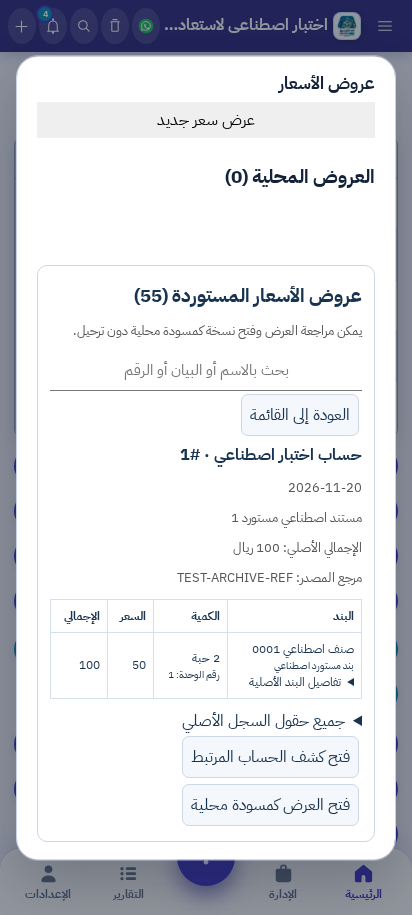 اختبار اصطناعي لاستعاد...
4
عروض الأسعار
عرض سعر جديد
العروض المحلية (0)
عروض الأسعار المستوردة (55)
يمكن مراجعة العرض وفتح نسخة كمسودة محلية دون ترحيل.
بحث بالاسم أو البيان أو الرقم
العودة إلى القائمة
حساب اختبار اصطناعي · #1
2026-11-20
مستند اصطناعي مستورد 1
الإجمالي الأصلي: 100 ريال
مرجع المصدر: TEST-ARCHIVE-REF
البند الكمية السعر الإجمالي
صنف اصطناعي 0001
بند مستورد اصطناعي
تفاصيل البند الأصلية
2 حبة
رقم الوحدة: 1
50
100
جميع حقول السجل الأصلي
فتح كشف الحساب المرتبط
فتح العرض كمسودة محلية
الرئيسية
الإدارة
التقارير
الإعدادات